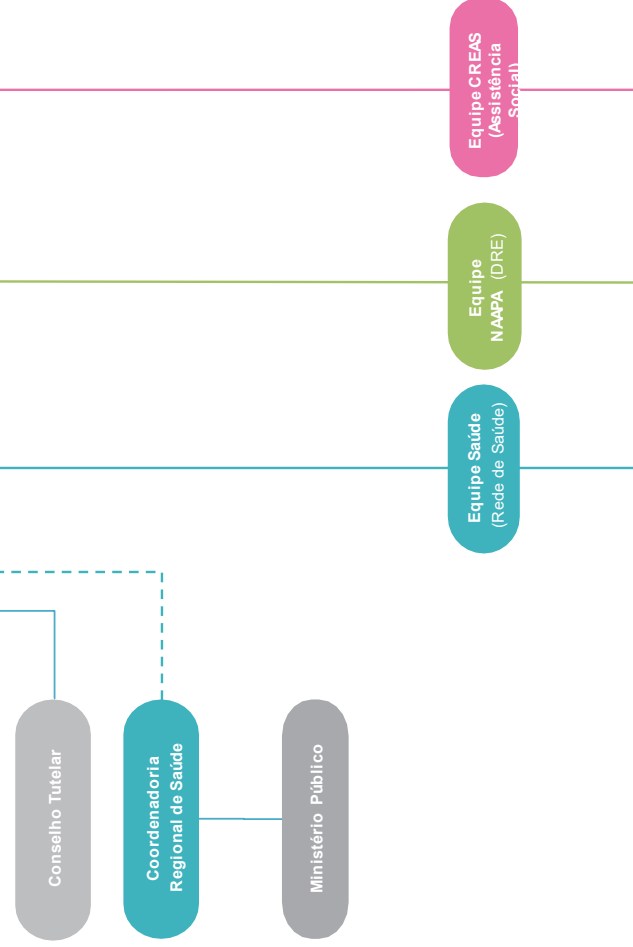 Equipe CREAS
(Assistência
Social)
Equipe
NAAPA (DRE)
Equipe Saúde
(Rede de Saúde)
Conselho Tutelar
Coordenadoria
Regional de Saúde
Ministério Público